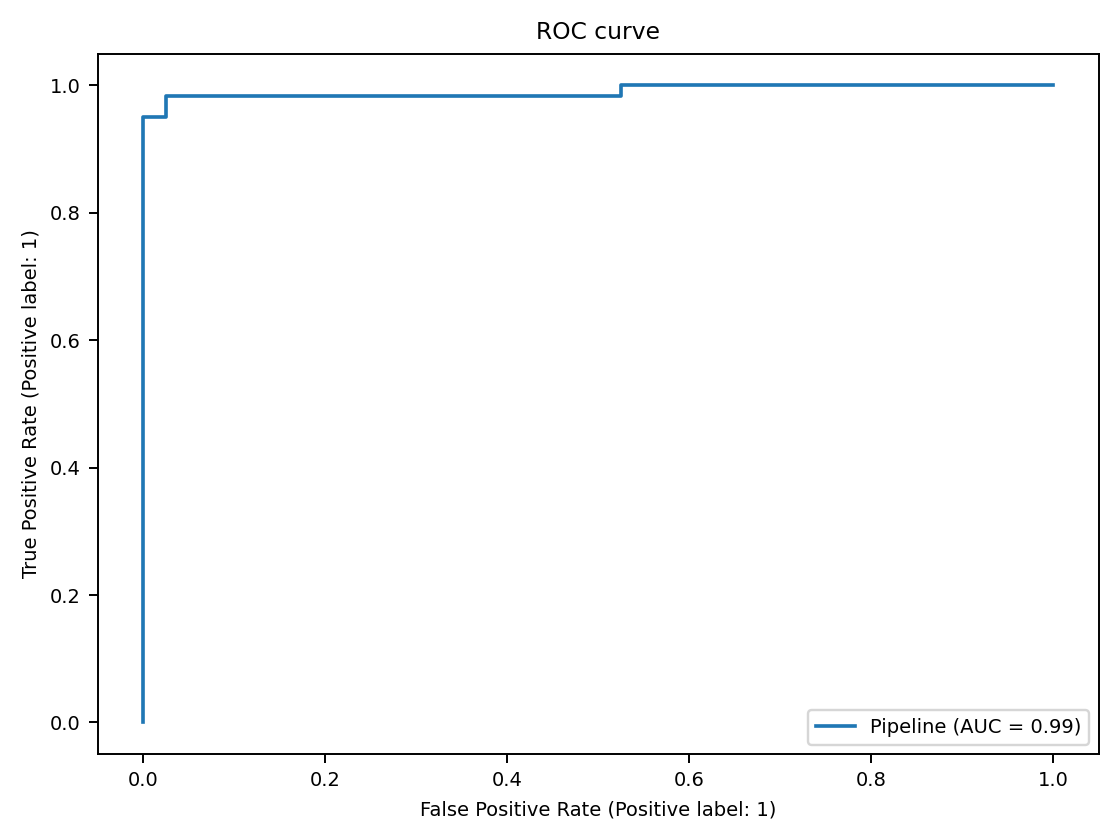 ROC curve
1.0
0.8
0.6
0.4
0.2
0.0
True Positive Rate (Positive label: 1)
Pipeline (AUC = 0.99)
0.0 0.2 0.4 0.6 0.8 1.0
False Positive Rate (Positive label: 1)